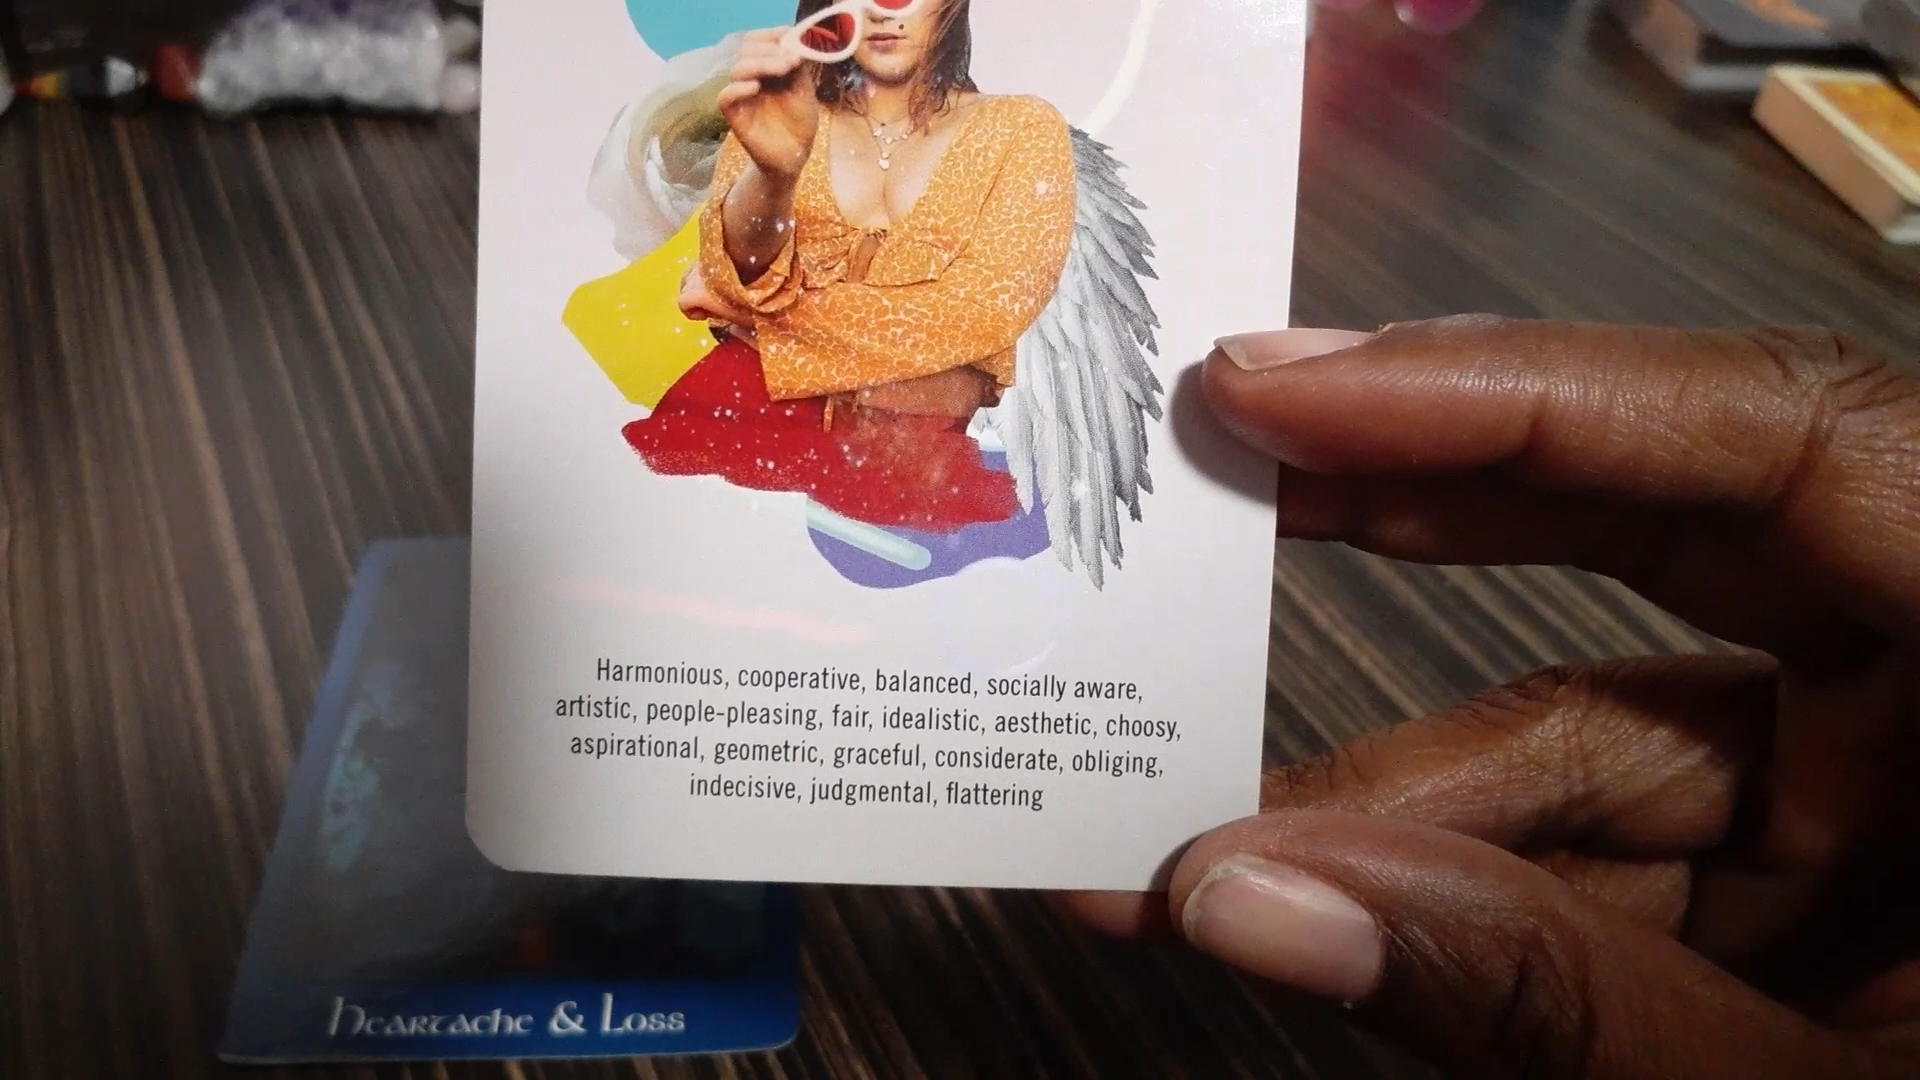 Harmonious, cooperative, balanced, socially aware,
artistic, people-pleasing, fair, idealistic, aesthetic, choosy,
aspirational, geometric, graceful, considerate, obliging,
indecisive, judgmental, flattering
Heartache & Loss